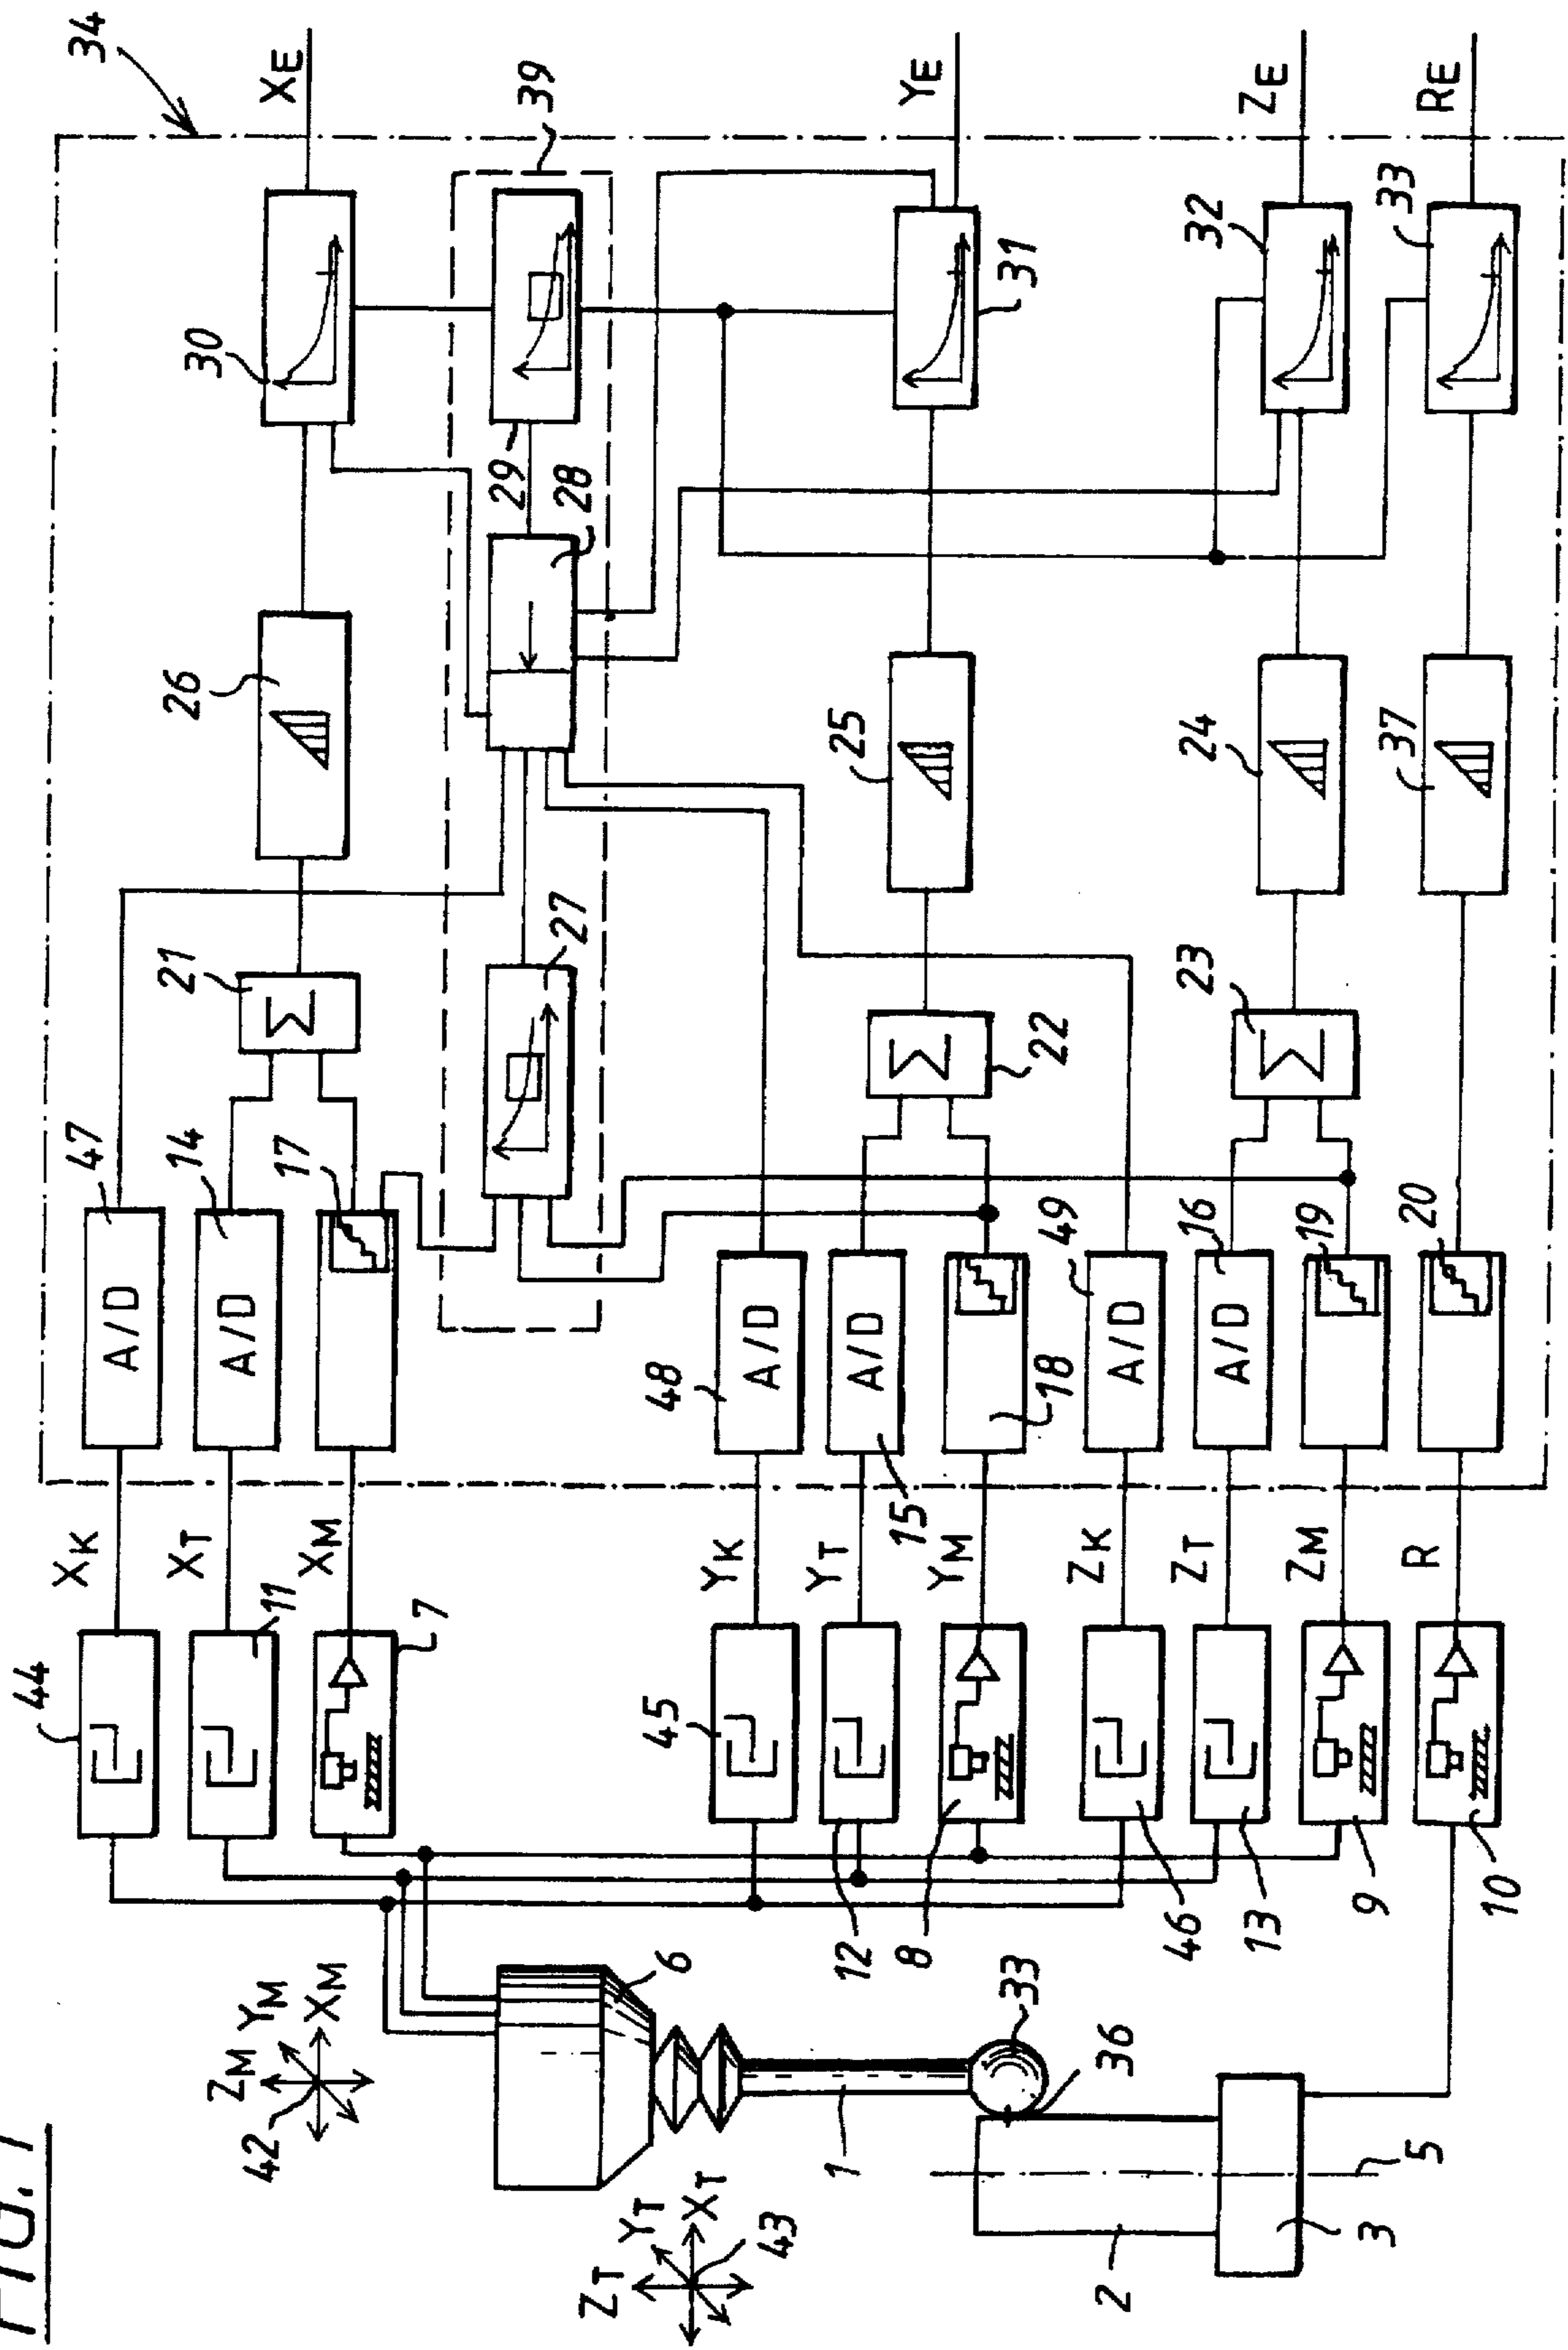 FIG. 1
34
XE
39
YE
ZE
RE
30
29
28
31
32
33
26
25
24
37
47
21
14
17
27
22
23
A/D
A/D
48
A/D
15
A/D
18
49
A/D
16
A/D
19
20
XK
XT
XM
YK
YT
YM
ZK
ZT
ZM
R
44
11
7
45
12
8
46
13
9
10
ZM
YM
XM
42
6
ZT
YT
XT
43
1
33
36
2
3
5
Σ
Σ
Σ